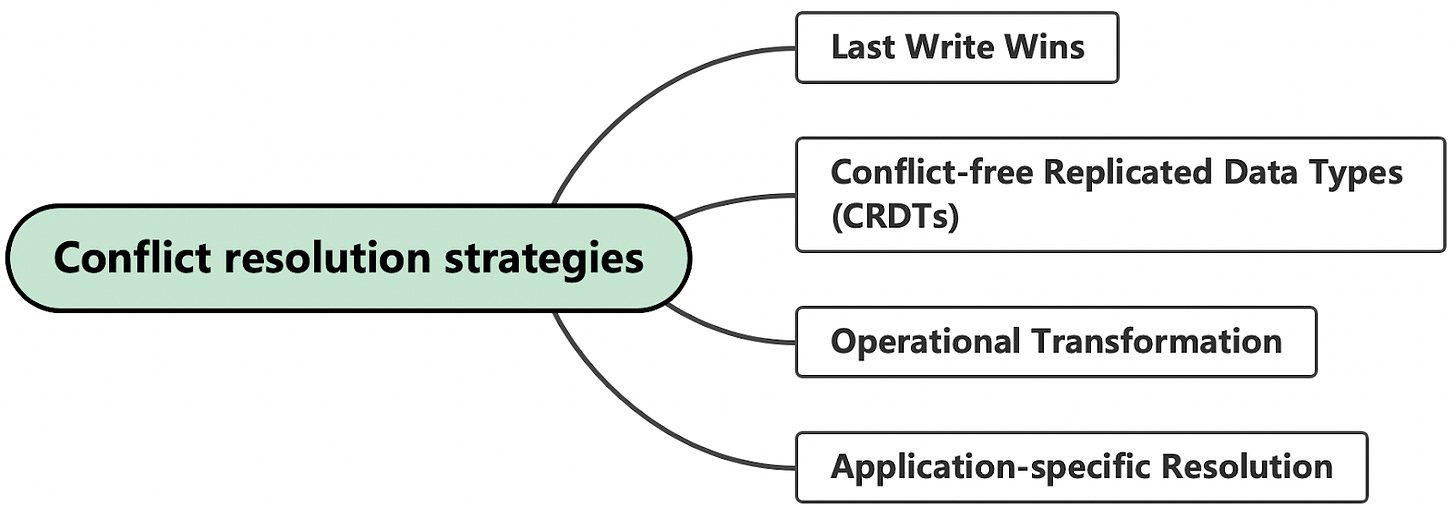 Last Write Wins
Conflict-free Replicated Data Types
(CRDTs)
Conflict resolution strategies
Operational Transformation
Application-specific Resolution